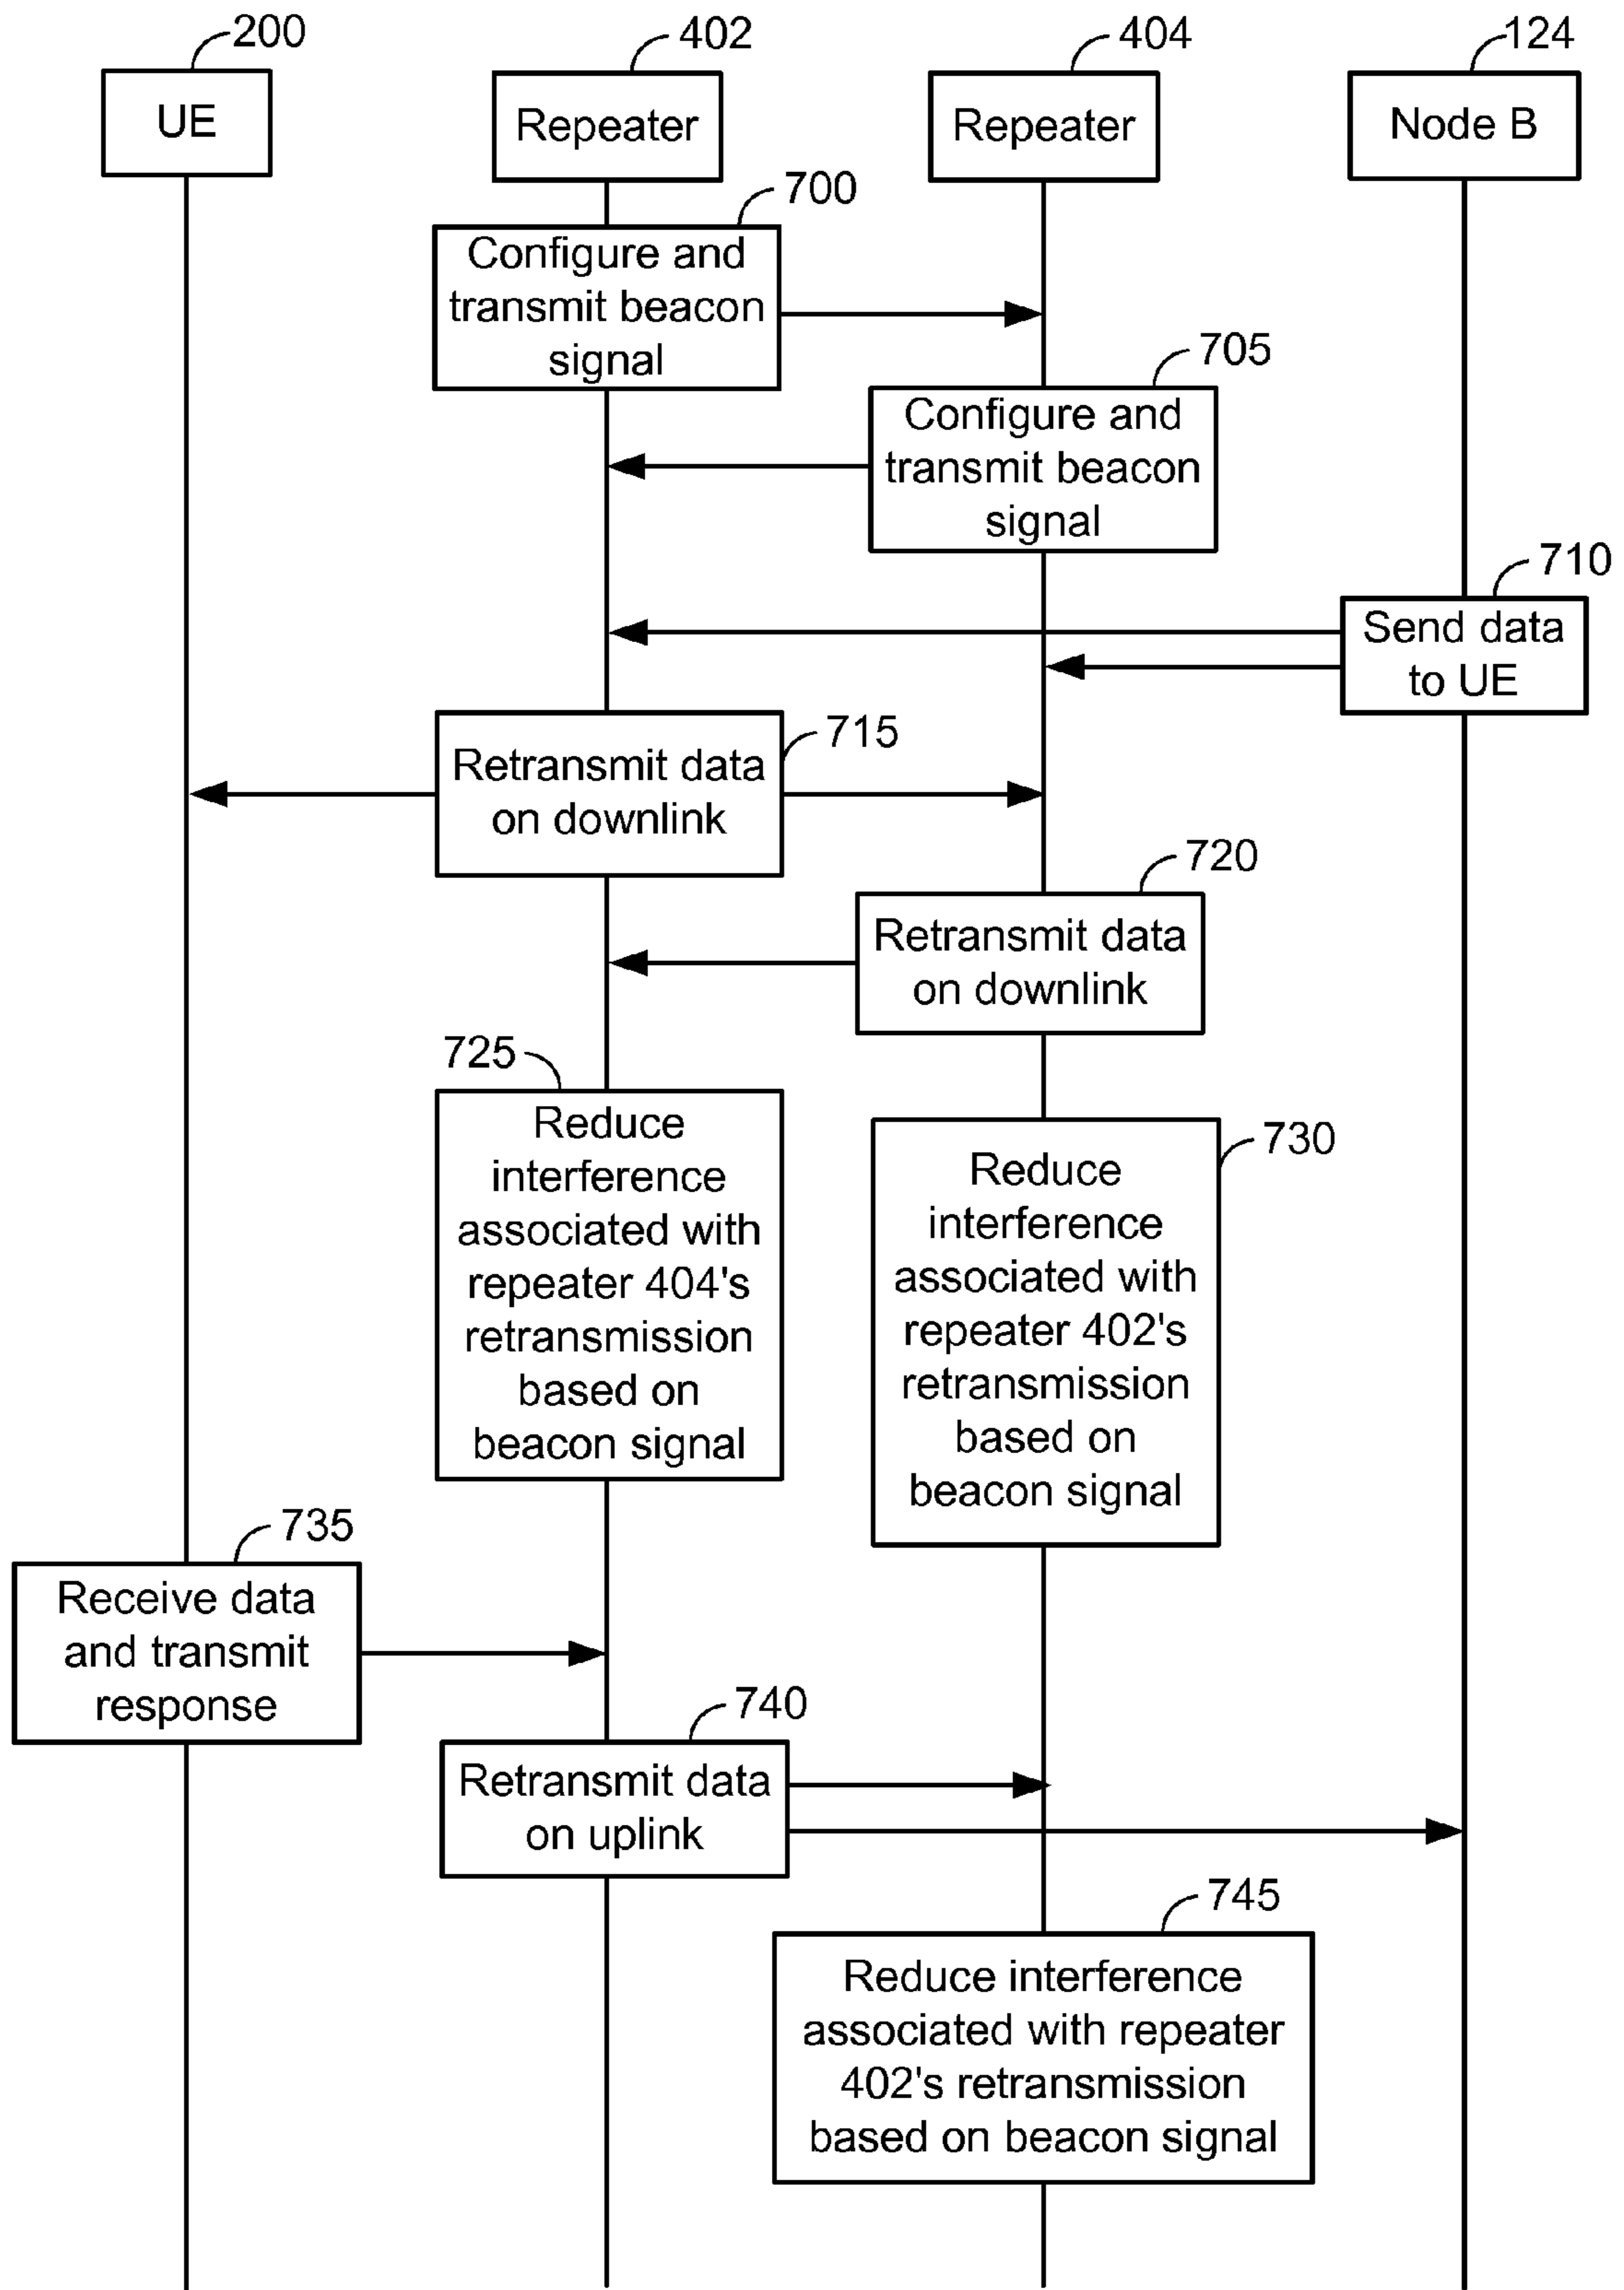 200
402
404
124
UE
Repeater
Repeater
Node B
700
Configure and
transmit beacon
signal
705
Configure and
transmit beacon
signal
710
Send data
to UE
715
Retransmit data
on downlink
720
Retransmit data
on downlink
725
Reduce
interference
associated with
repeater 404's
retransmission
based on
beacon signal
730
Reduce
interference
associated with
repeater 402's
retransmission
based on
beacon signal
735
Receive data
and transmit
response
740
Retransmit data
on uplink
745
Reduce interference
associated with repeater
402's retransmission
based on beacon signal